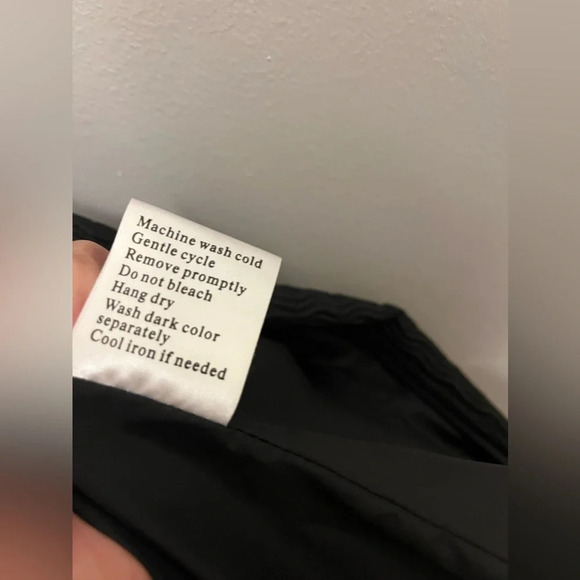 Machine wash cold
Gentle cycle
Remove promptly
Do not bleach
Hang dry
Wash dark color
separately
Cool iron if needed